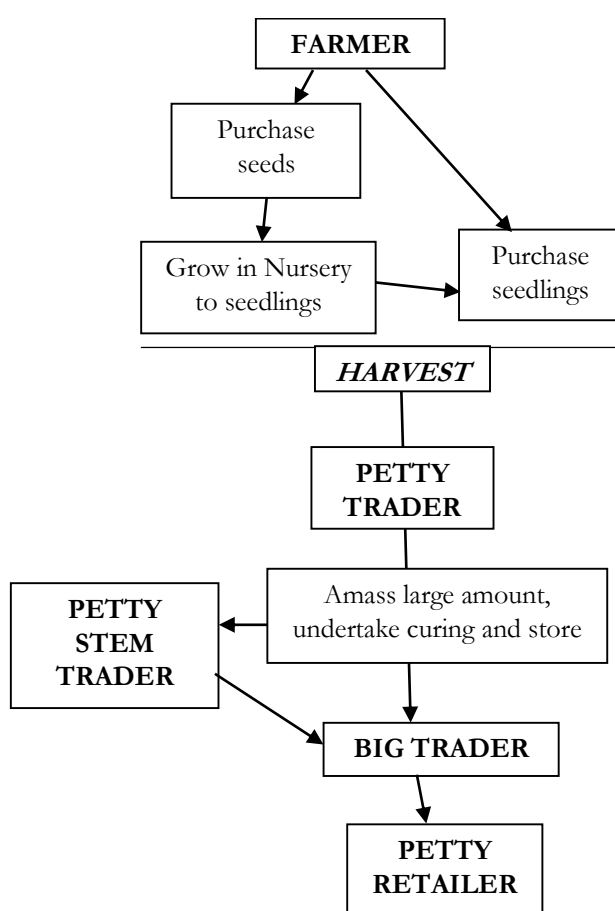 FARMER
Purchase
seeds
Grow in Nursery
to seedlings
Purchase
seedlings
HARVEST
PETTY
TRADER
Amass large amount,
undertake curing and store
PETTY
STEM
TRADER
BIG TRADER
PETTY
RETAILER